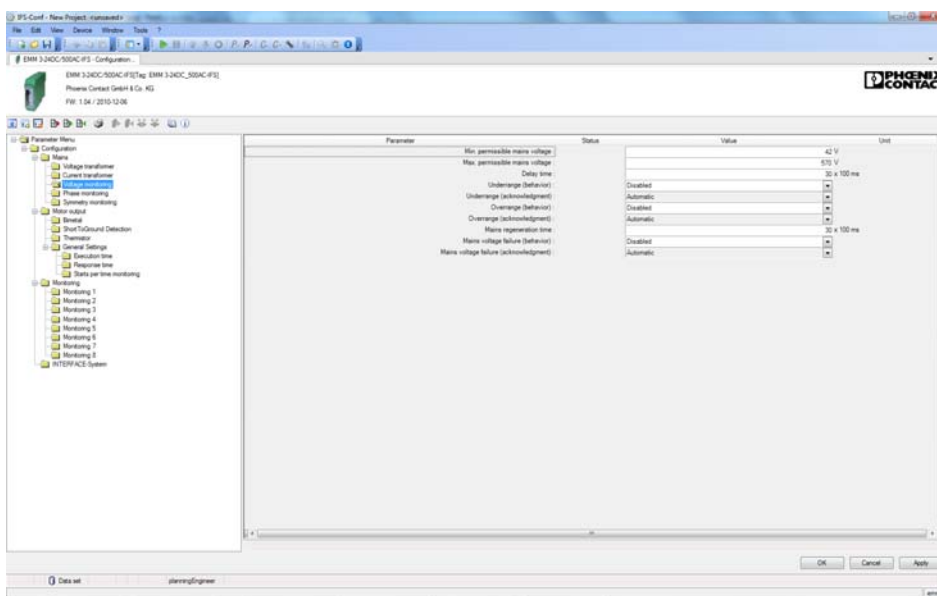 IFS-Conf - New Project <unsaved>
File Edit View Device Window Tools ?
EMM 3-24DC/500AC-IFS - Configuration...
EMM 3-24DC/500AC-IFS[Tag: EMM 3-24DC_500AC-IFS]
Phoenix Contact GmbH & Co. KG
FW: 1.04 / 2010-12-06
PHŒNIX
CONTACT
Parameter Menu
Configuration
Mains
Voltage transformer
Current transformer
Voltage monitoring
Phase monitoring
Symmetry monitoring
Motor output
Bimetal
ShortToGround Detection
Thermistor
General Settings
Execution time
Response time
Starts per time monitoring
Monitoring
Monitoring 1
Monitoring 2
Monitoring 3
Monitoring 4
Monitoring 5
Monitoring 6
Monitoring 7
Monitoring 8
INTERFACE-System
Parameter Status Value Unit
Min. permissible mains voltage : 42 V
Max. permissible mains voltage : 570 V
Delay time : 30 x 100 ms
Underrange (behavior) : Disabled
Underrange (acknowledgment) : Automatic
Overrange (behavior) : Disabled
Overrange (acknowledgment) : Automatic
Mains regeneration time : 30 x 100 ms
Mains voltage failure (behavior) : Disabled
Mains voltage failure (acknowledgment) : Automatic
OK Cancel Apply
Data set planningEngineer